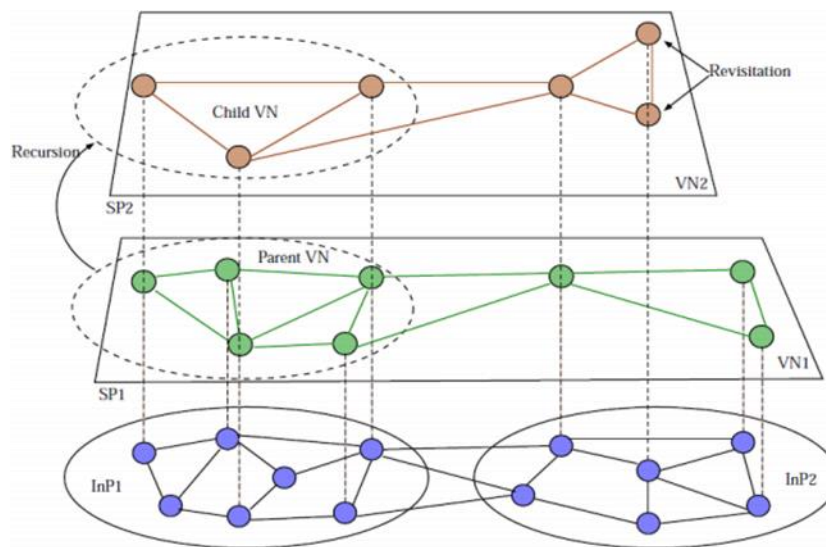 Revisitation
Child VN
Recursion
VN2
SP2
Parent VN
VN1
SP1
InP1
InP2